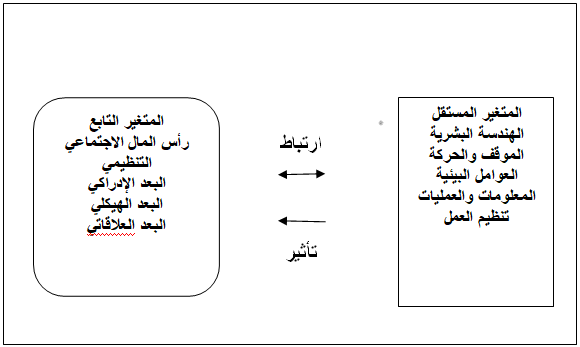 المتغير المستقل
الهندسة البشرية
الموقف والحركة
العوامل البيئية
المعلومات والعمليات
تنظيم العمل
ارتباط
تأثير
المتغير التابع
رأس المال الاجتماعي
التنظيمي
البعد الإدراكي
البعد الهيكلي
البعد العلاقاتي